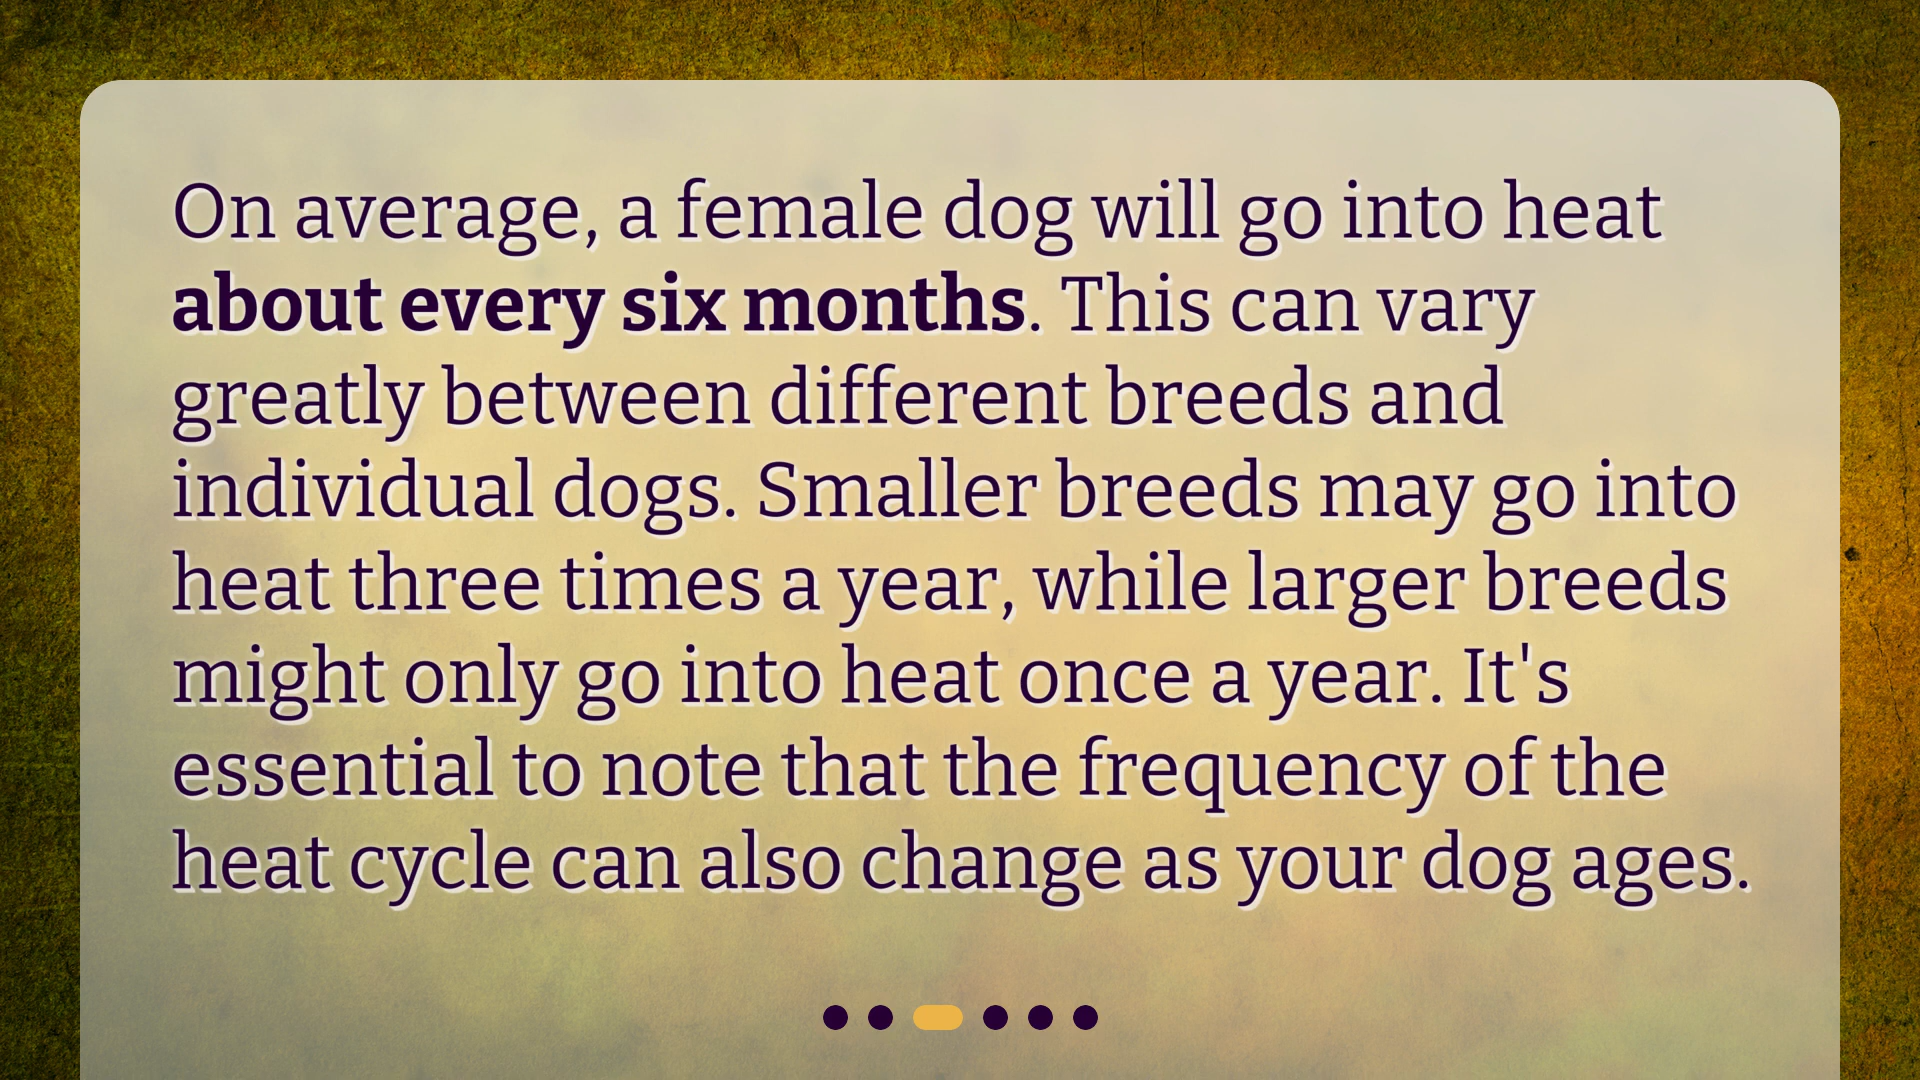 On average, a female dog will go into heat
about every six months. This can vary
greatly between different breeds and
individual dogs. Smaller breeds may go into
heat three times a year, while larger breeds
might only go into heat once a year. It's
essential to note that the frequency of the
heat cycle can also change as your dog ages.